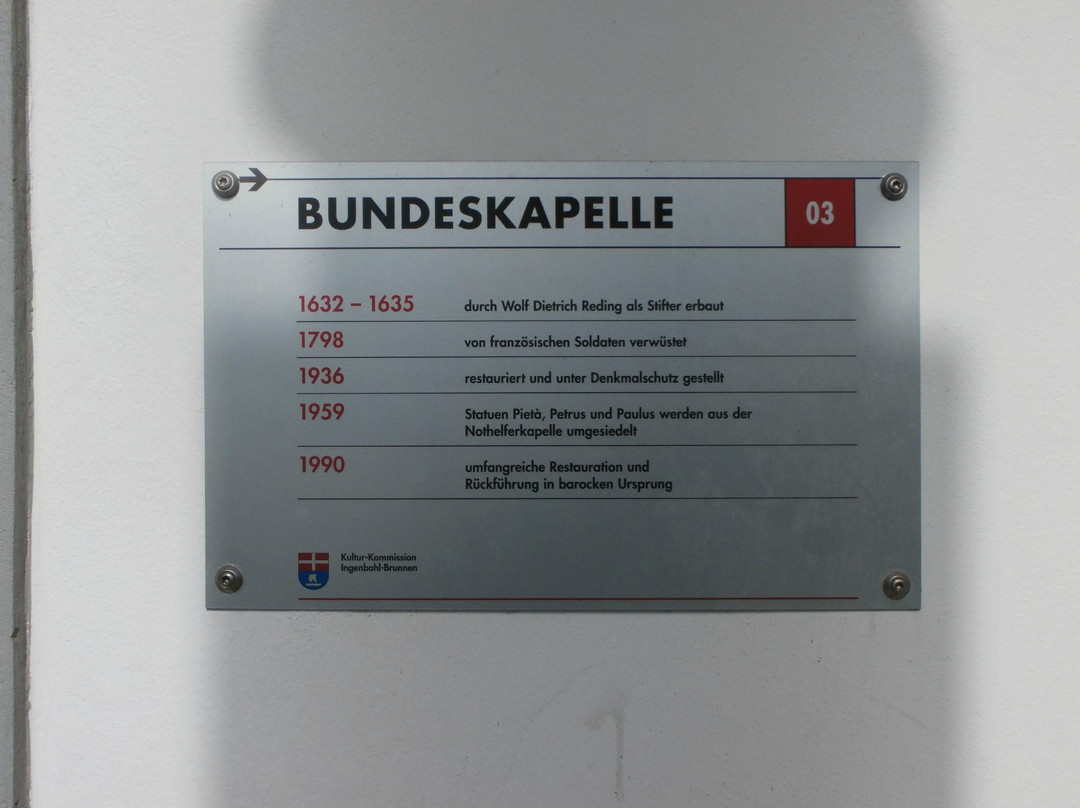 BUNDESKAPELLE 03
1632 – 1635 durch Wolf Dietrich Reding als Stifter erbaut
1798 von französischen Soldaten verwüstet
1936 restauriert und unter Denkmalschutz gestellt
1959 Statuen Pietà, Petrus und Paulus werden aus der
Nothelferkapelle umgesiedelt
1990 umfangreiche Restauration und
Rückführung in barocken Ursprung
Kultur-Kommission
Ingenbohl-Brunnen